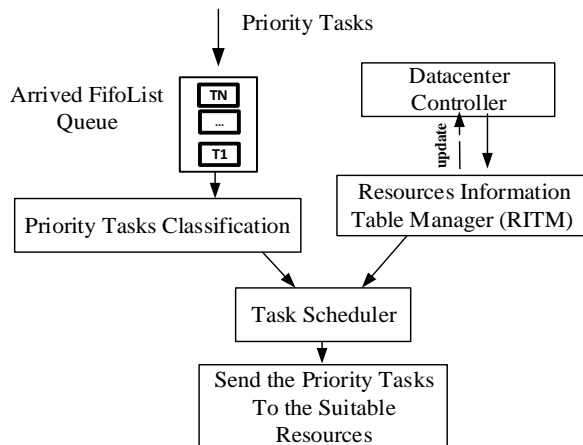 Priority Tasks
Arrived FifoList
Queue
TN
...
T1
Datacenter
Controller
update
Priority Tasks Classification
Resources Information
Table Manager (RITM)
Task Scheduler
Send the Priority Tasks
To the Suitable
Resources